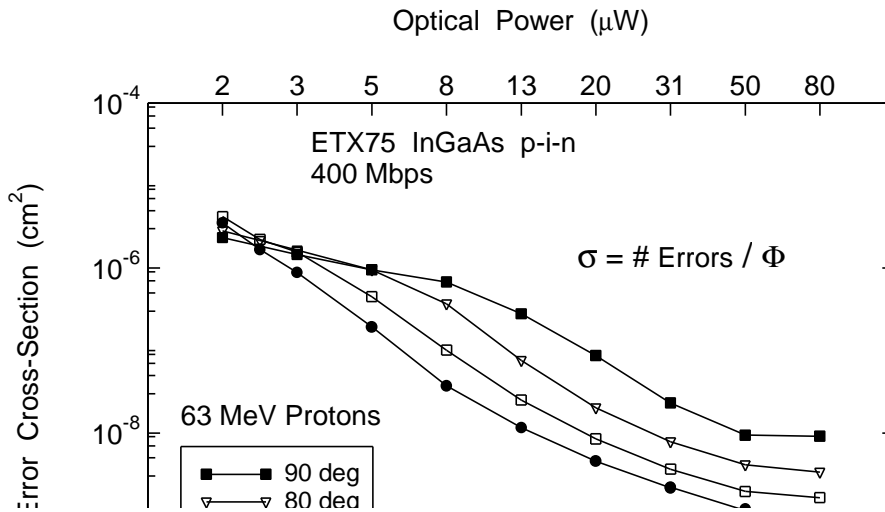 Optical Power (μW)
2 3 5 8 13 20 31 50 80
10-4
ETX75 InGaAs p-i-n
400 Mbps
σ = # Errors / Φ
10-6
Error Cross-Section (cm2)
63 MeV Protons
10-8
90 deg
80 deg